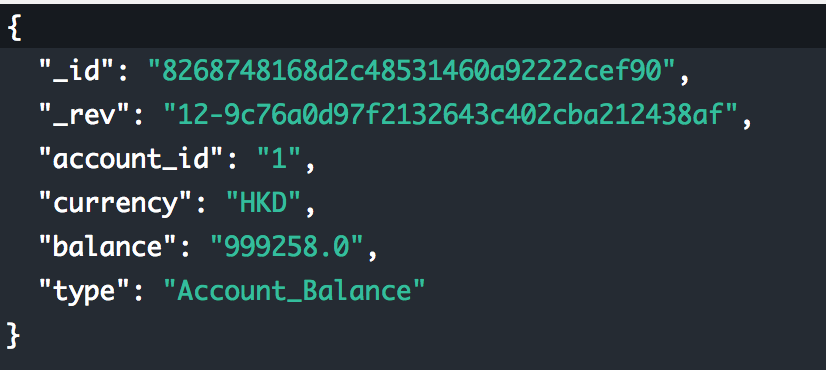 {
"_id": "8268748168d2c48531460a92222cef90",
"_rev": "12-9c76a0d97f2132643c402cba212438af",
"account_id": "1",
"currency": "HKD",
"balance": "999258.0",
"type": "Account_Balance"
}